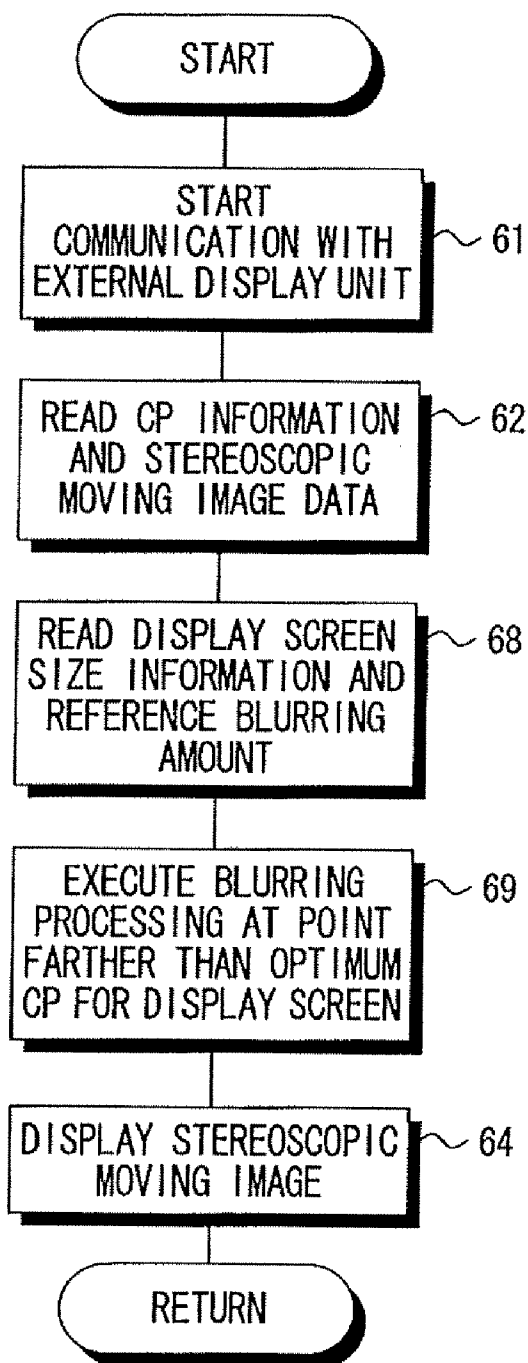 START
START
COMMUNICATION WITH
EXTERNAL DISPLAY UNIT
61
READ CP INFORMATION
AND STEREOSCOPIC
MOVING IMAGE DATA
62
READ DISPLAY SCREEN
SIZE INFORMATION AND
REFERENCE BLURRING
AMOUNT
68
EXECUTE BLURRING
PROCESSING AT POINT
FARTHER THAN OPTIMUM
CP FOR DISPLAY SCREEN
69
DISPLAY STEREOSCOPIC
MOVING IMAGE
64
RETURN